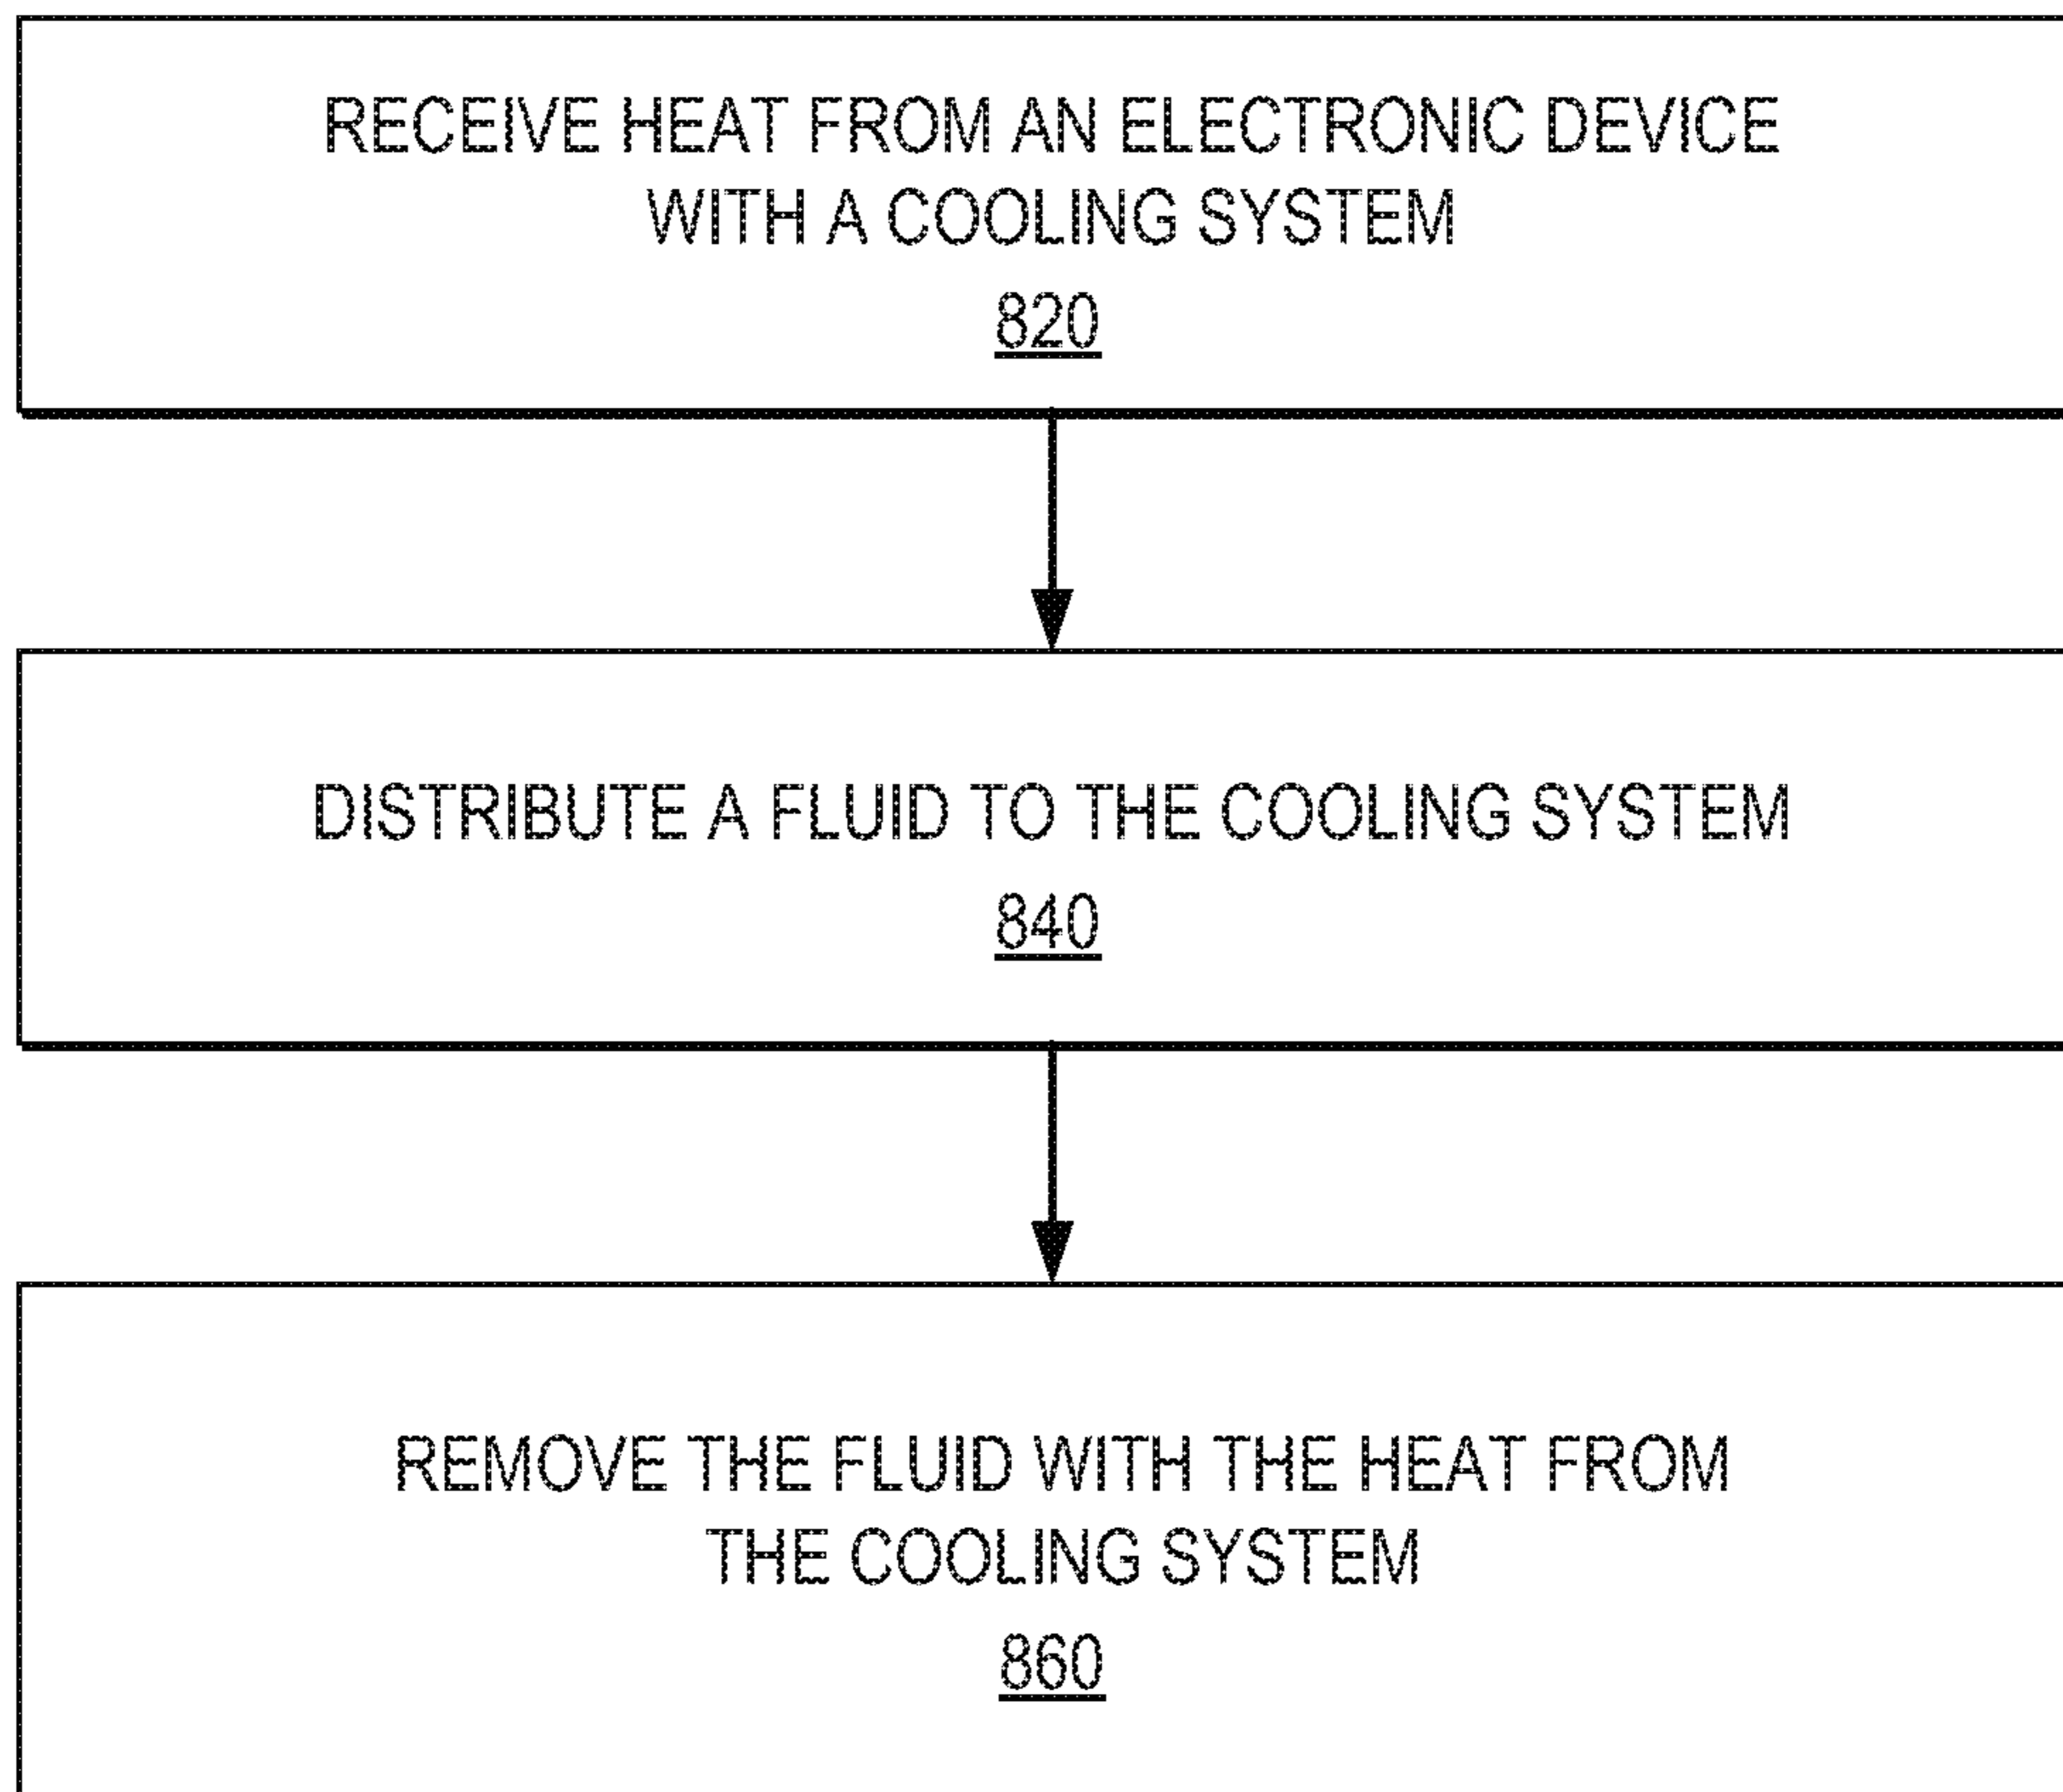 RECEIVE HEAT FROM AN ELECTRONIC DEVICE
WITH A COOLING SYSTEM
820
DISTRIBUTE A FLUID TO THE COOLING SYSTEM
840
REMOVE THE FLUID WITH THE HEAT FROM
THE COOLING SYSTEM
860